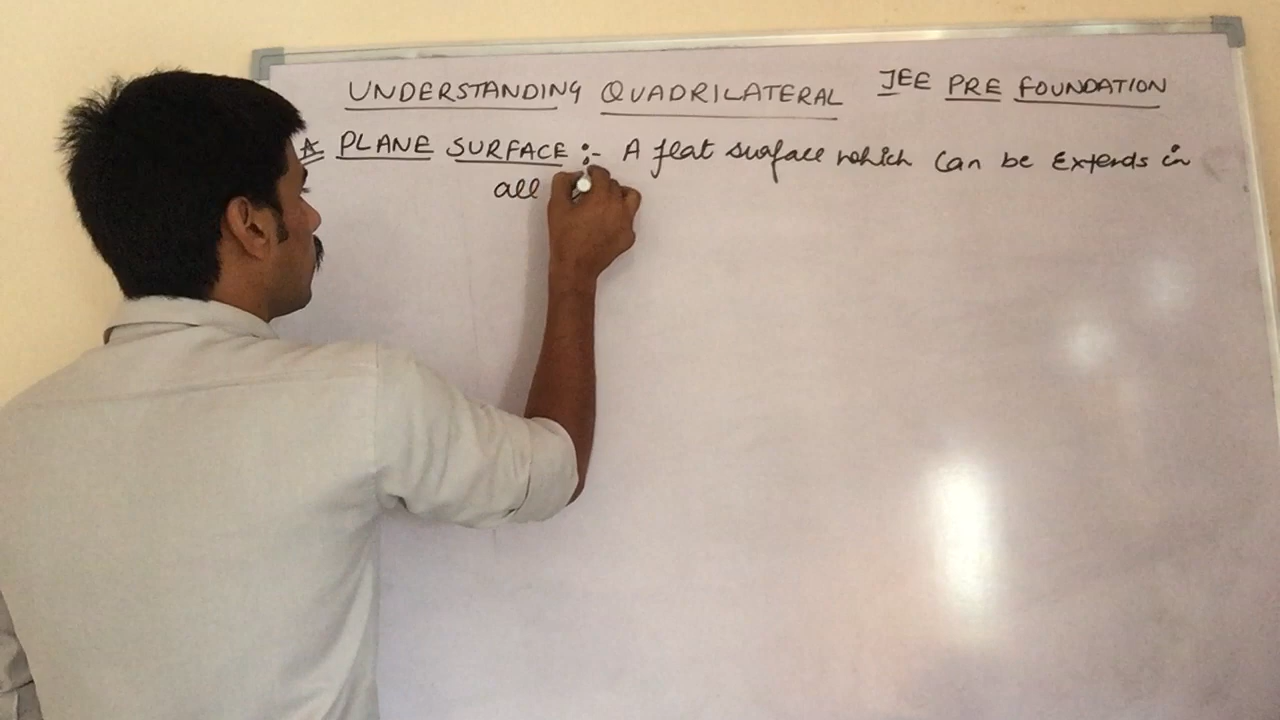 UNDERSTANDING QUADRILATERAL JEE PRE FOUNDATION
* PLANE SURFACE :- A flat surface which can be Extends in
all